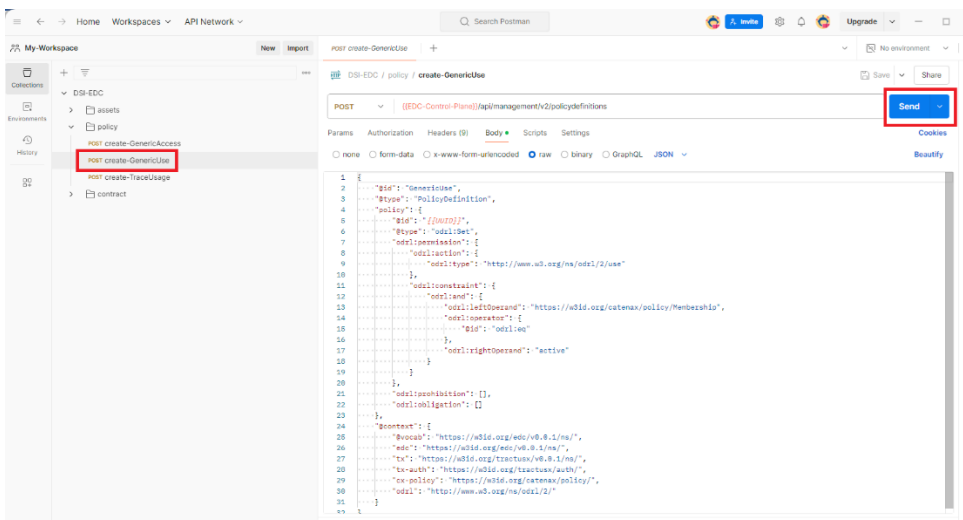 Home Workspaces API Network Search Postman Invite Upgrade
My-Workspace New Import POST create-GenericUse No environment
Collections
Environments
History
DSI-EDC
assets
policy
POST create-GenericAccess
POST create-GenericUse
POST create-TraceUsage
contract
DSI-EDC / policy / create-GenericUse Save Share
POST {{EDC-Control-Plane}}/api/management/v2/policydefinitions Send
Params Authorization Headers (9) Body Scripts Settings Cookies
none form-data x-www-form-urlencoded raw binary GraphQL JSON Beautify
1 {
2 "@id": "GenericUse",
3 "@type": "PolicyDefinition",
4 "policy": {
5 "@id": "{{UUID}}",
6 "@type": "odrl:Set",
7 "odrl:permission": {
8 "odrl:action": {
9 "odrl:type": "http://www.w3.org/ns/odrl/2/use"
10 },
11 "odrl:constraint": {
12 "odrl:and": {
13 "odrl:leftOperand": "https://w3id.org/catenax/policy/Membership",
14 "odrl:operator": {
15 "@id": "odrl:eq"
16 },
17 "odrl:rightOperand": "active"
18 }
19 }
20 },
21 "odrl:prohibition": [],
22 "odrl:obligation": []
23 },
24 "@context": {
25 "@vocab": "https://w3id.org/edc/v0.0.1/ns/",
26 "edc": "https://w3id.org/edc/v0.0.1/ns/",
27 "tx": "https://w3id.org/tractusx/v0.0.1/ns/",
28 "tx-auth": "https://w3id.org/tractusx/auth/",
29 "cx-policy": "https://w3id.org/catenax/policy/",
30 "odrl": "http://www.w3.org/ns/odrl/2/"
31 }
32 }